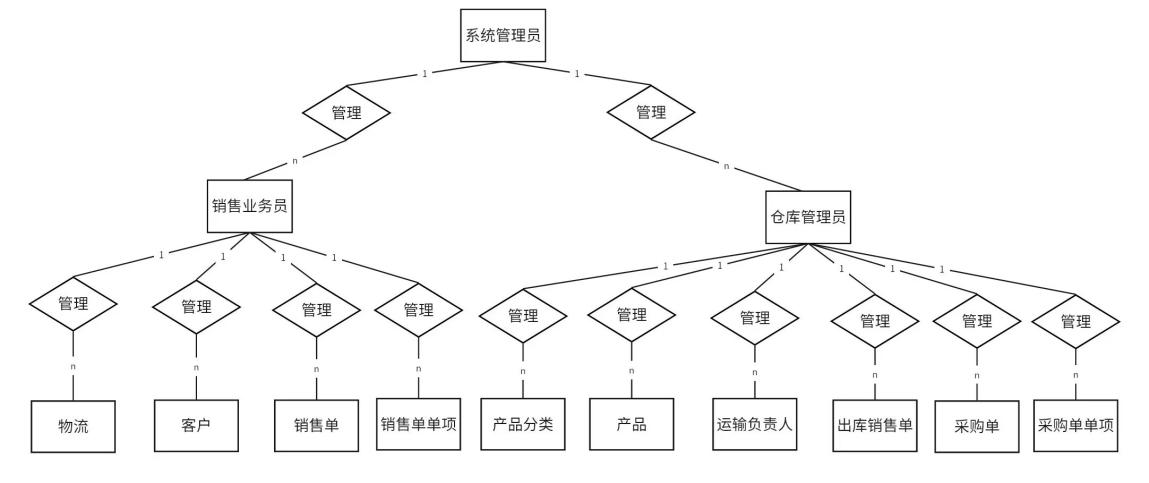 系统管理员
1
1
管理
管理
n
n
销售业务员
仓库管理员
1
1
1
1
1
1
1
1
1
1
管理
管理
管理
管理
管理
管理
管理
管理
管理
管理
n
n
n
n
n
n
n
n
n
n
物流
客户
销售单
销售单单项
产品分类
产品
运输负责人
出库销售单
采购单
采购单单项